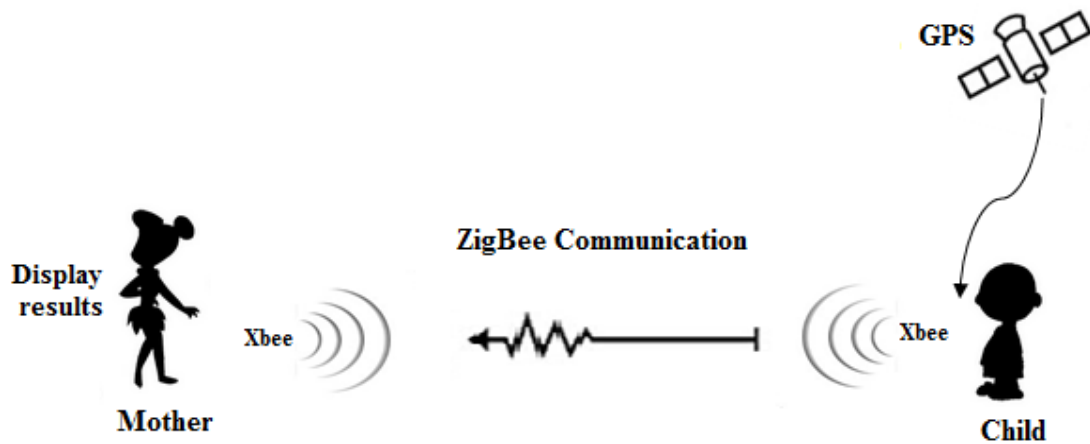 GPS
ZigBee Communication
Display
results
Xbee
Xbee
Mother
Child